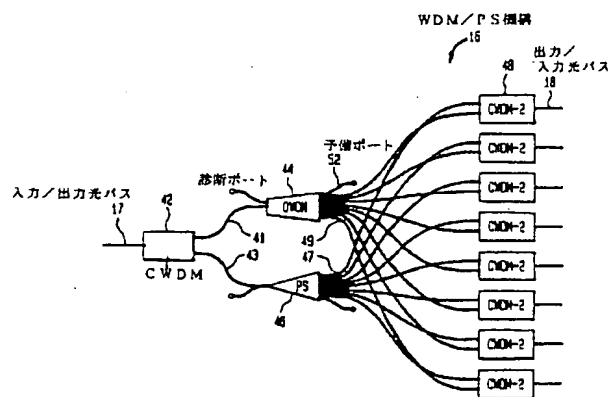 WDM/PS機構
16
出力/
入力光パス
18
48
CWDM-2
予備ポート
52
診断ポート
44
DWDM
CWDM-2
CWDM-2
入力/出力光パス
17
42
41
49
CWDM-2
43
47
CWDM
CWDM-2
PS
46
CWDM-2
CWDM-2
CWDM-2